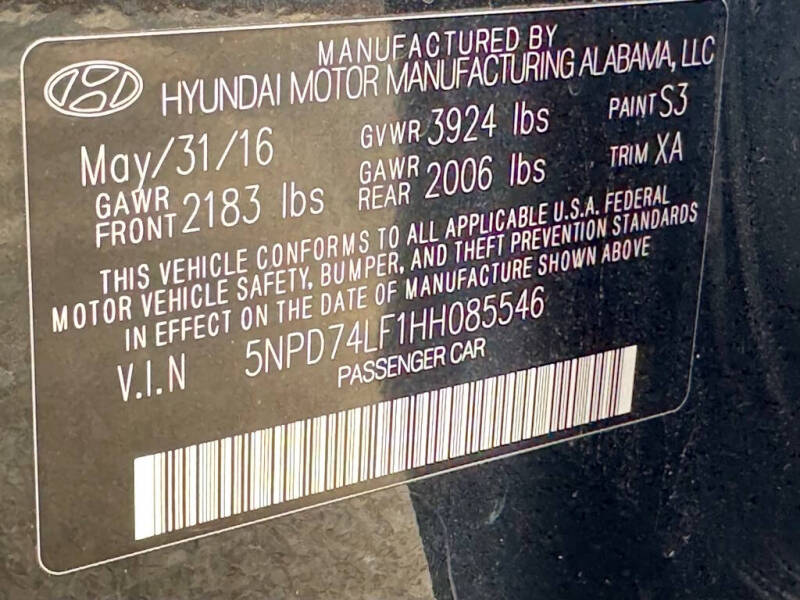 MANUFACTURED BY
HYUNDAI MOTOR MANUFACTURING ALABAMA, LLC
May/31/16 GVWR 3924 lbs PAINT S3
GAWR FRONT 2183 lbs GAWR REAR 2006 lbs TRIM XA
THIS VEHICLE CONFORMS TO ALL APPLICABLE U.S.A. FEDERAL
MOTOR VEHICLE SAFETY, BUMPER, AND THEFT PREVENTION STANDARDS
IN EFFECT ON THE DATE OF MANUFACTURE SHOWN ABOVE
V.I.N 5NPD74LF1HH085546
PASSENGER CAR